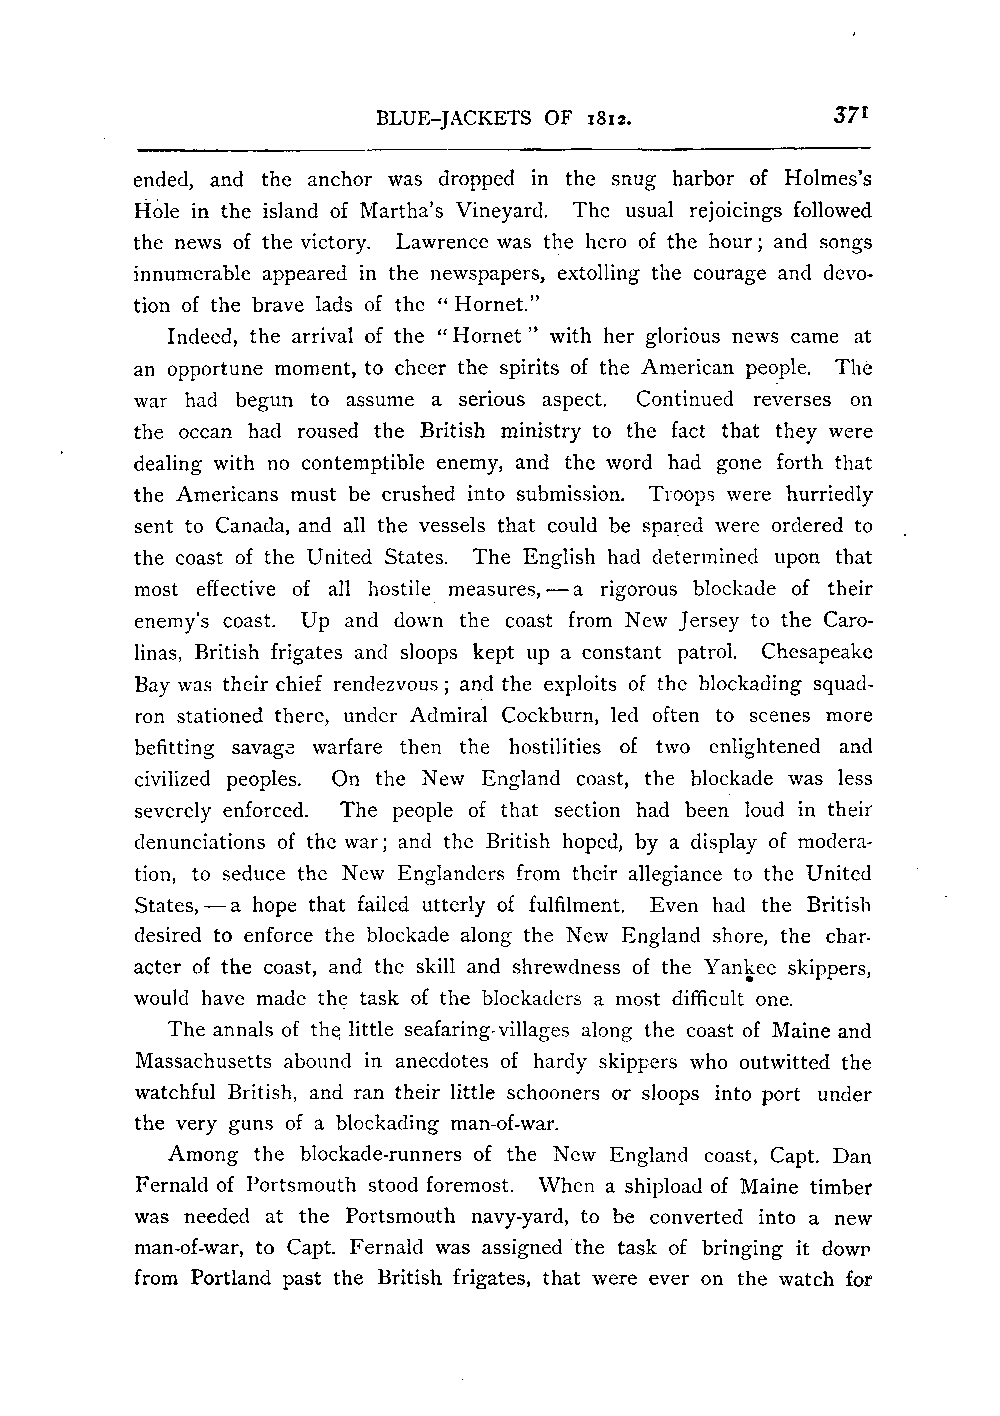 BLUE-JACKETS OF 1812. 371
ended, and the anchor was dropped in the snug harbor of Holmes's
Hole in the island of Martha's Vineyard. The usual rejoicings followed
the news of the victory. Lawrence was the hero of the hour; and songs
innumerable appeared in the newspapers, extolling the courage and devo-
tion of the brave lads of the "Hornet."
Indeed, the arrival of the "Hornet" with her glorious news came at
an opportune moment, to cheer the spirits of the American people. The
war had begun to assume a serious aspect. Continued reverses on
the ocean had roused the British ministry to the fact that they were
dealing with no contemptible enemy, and the word had gone forth that
the Americans must be crushed into submission. Troops were hurriedly
sent to Canada, and all the vessels that could be spared were ordered to
the coast of the United States. The English had determined upon that
most effective of all hostile measures,—a rigorous blockade of their
enemy's coast. Up and down the coast from New Jersey to the Caro-
linas, British frigates and sloops kept up a constant patrol. Chesapeake
Bay was their chief rendezvous; and the exploits of the blockading squad-
ron stationed there, under Admiral Cockburn, led often to scenes more
befitting savage warfare then the hostilities of two enlightened and
civilized peoples. On the New England coast, the blockade was less
severely enforced. The people of that section had been loud in their
denunciations of the war; and the British hoped, by a display of modera-
tion, to seduce the New Englanders from their allegiance to the United
States,—a hope that failed utterly of fulfilment. Even had the British
desired to enforce the blockade along the New England shore, the char-
acter of the coast, and the skill and shrewdness of the Yankee skippers,
would have made the task of the blockaders a most difficult one.
The annals of the little seafaring-villages along the coast of Maine and
Massachusetts abound in anecdotes of hardy skippers who outwitted the
watchful British, and ran their little schooners or sloops into port under
the very guns of a blockading man-of-war.
Among the blockade-runners of the New England coast, Capt. Dan
Fernald of Portsmouth stood foremost. When a shipload of Maine timber
was needed at the Portsmouth navy-yard, to be converted into a new
man-of-war, to Capt. Fernald was assigned the task of bringing it down
from Portland past the British frigates, that were ever on the watch for